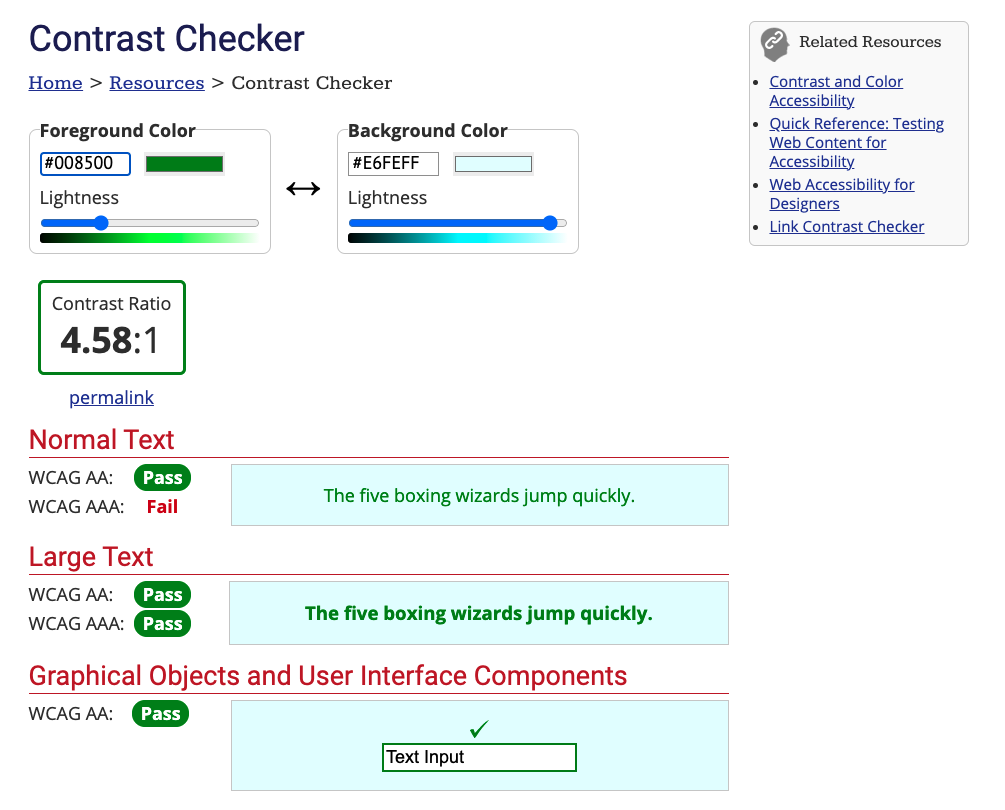 Contrast Checker
Home > Resources > Contrast Checker
Foreground Color
#008500
Lightness
Background Color
#E6FEFF
Lightness
Contrast Ratio
4.58:1
permalink
Normal Text
WCAG AA: Pass
WCAG AAA: Fail
The five boxing wizards jump quickly.
Large Text
WCAG AA: Pass
WCAG AAA: Pass
The five boxing wizards jump quickly.
Graphical Objects and User Interface Components
WCAG AA: Pass
✓
Text Input
Related Resources
Contrast and Color
Accessibility
Quick Reference: Testing
Web Content for
Accessibility
Web Accessibility for
Designers
Link Contrast Checker